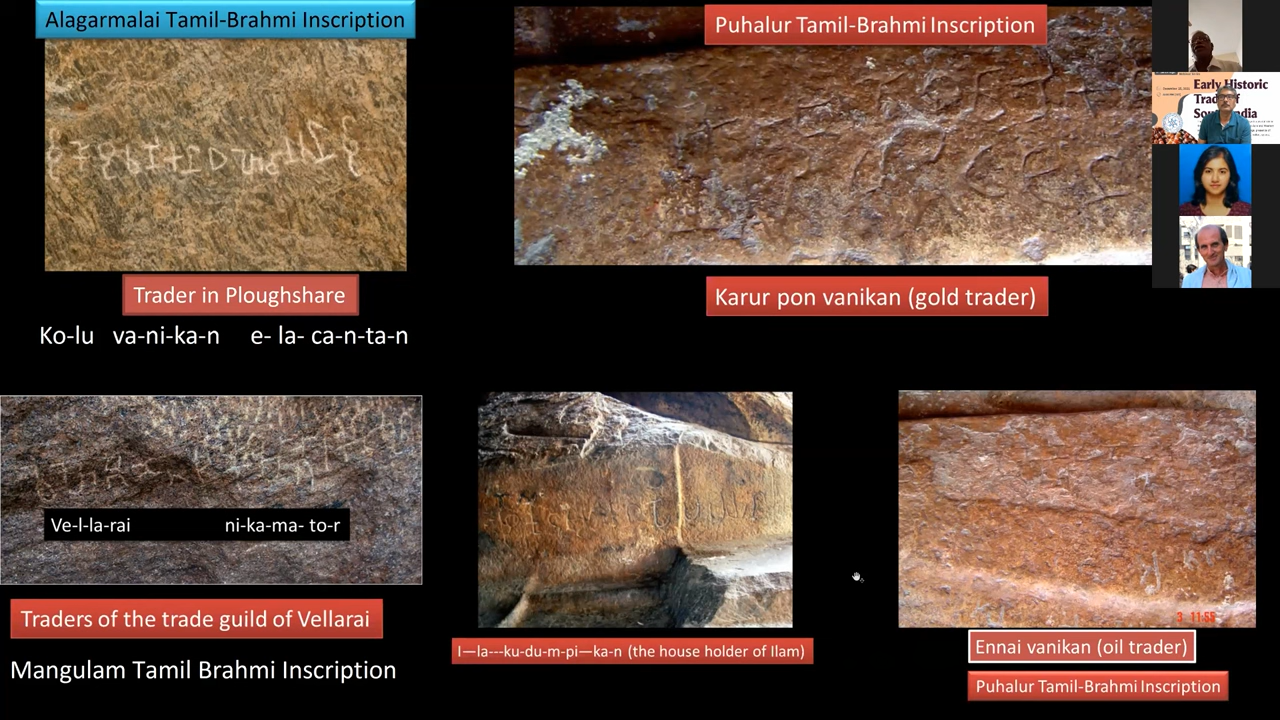 Alagarmalai Tamil-Brahmi Inscription
Puhalur Tamil-Brahmi Inscription
Early Historic
Trade of
South India
Trader in Ploughshare
Ko-lu va-ni-ka-n e- la- ca-n-ta-n
Karur pon vanikan (gold trader)
Ve-l-la-rai ni-ka-ma- to-r
Traders of the trade guild of Vellarai
Mangulam Tamil Brahmi Inscription
I—la---ku-du-m-pi—ka-n (the house holder of Ilam)
3 11:55
Ennai vanikan (oil trader)
Puhalur Tamil-Brahmi Inscription